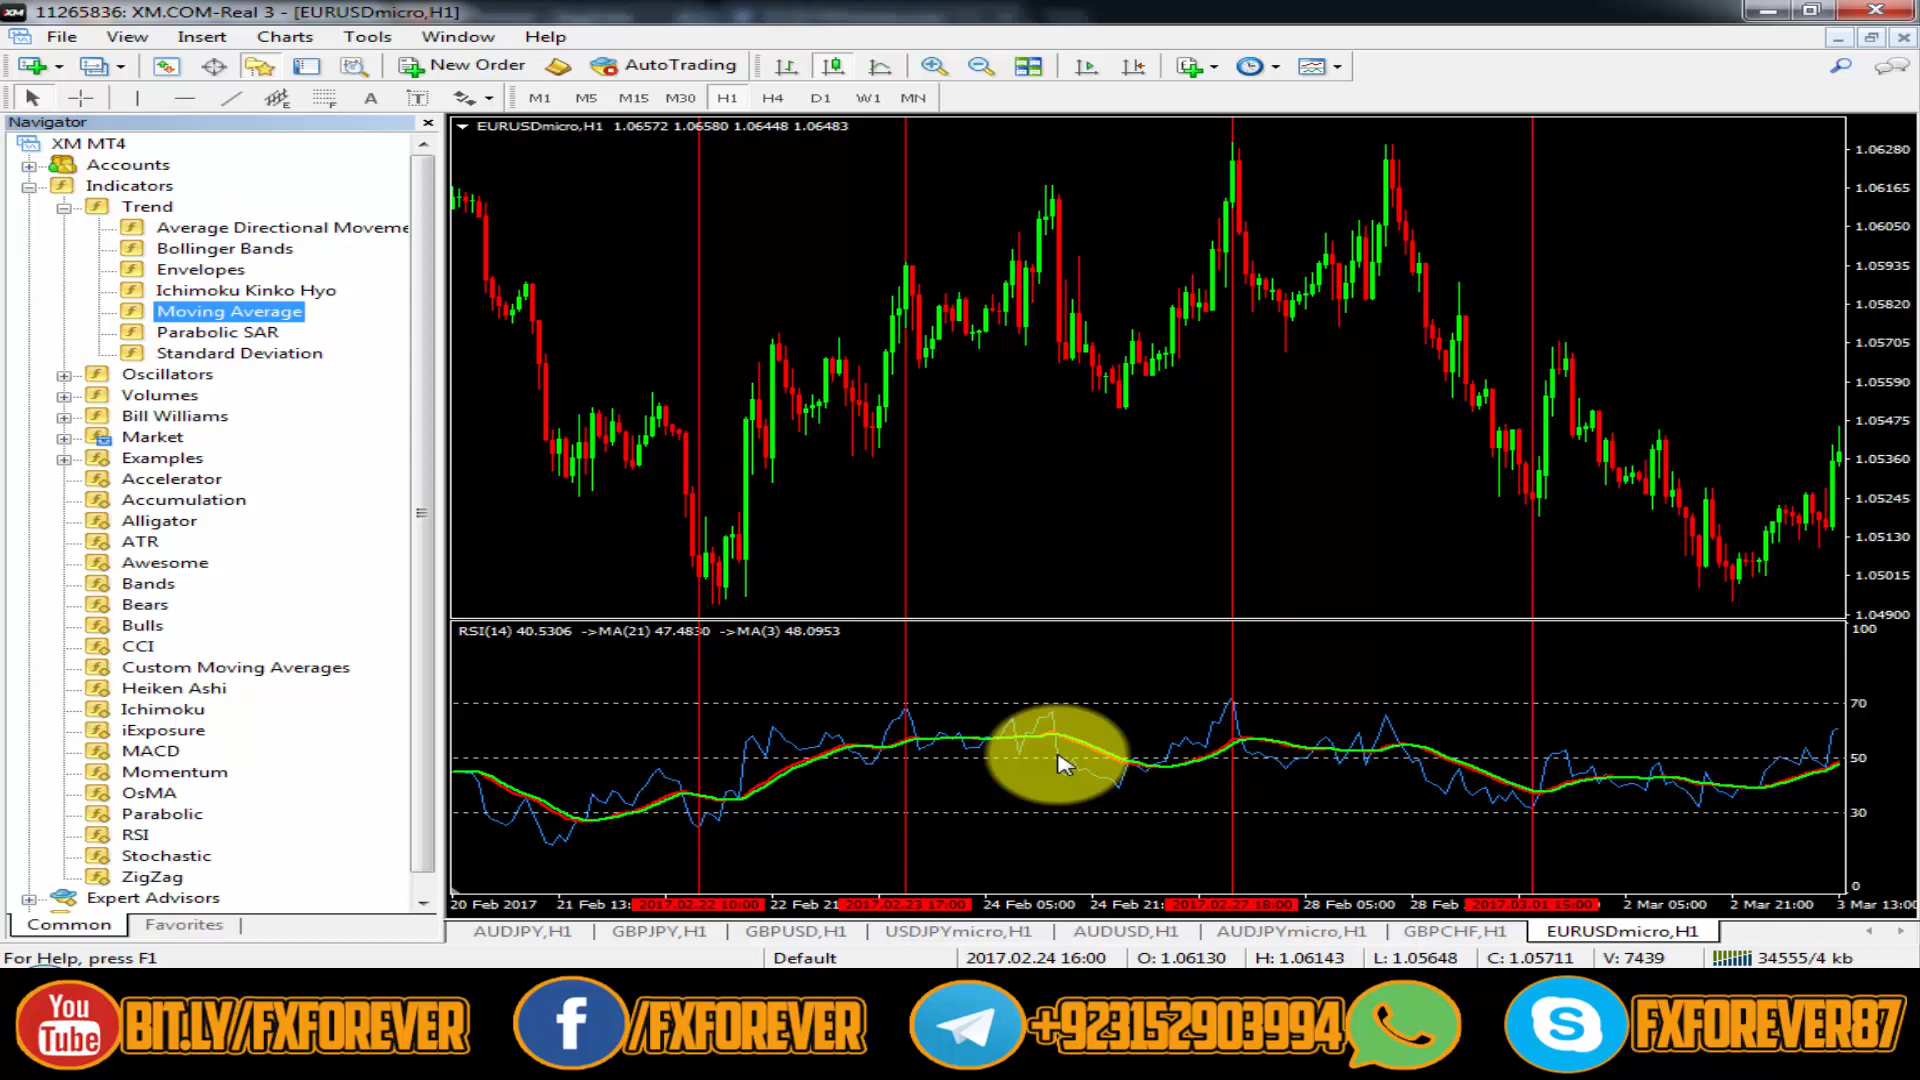 XM 11265836: XM.COM-Real 3 - [EURUSDmicro,H1]
File View Insert Charts Tools Window Help
New Order AutoTrading
A T M1 M5 M15 M30 H1 H4 D1 W1 MN
Navigator
XM MT4
Accounts
Indicators
Trend
Average Directional Moveme
Bollinger Bands
Envelopes
Ichimoku Kinko Hyo
Moving Average
Parabolic SAR
Standard Deviation
Oscillators
Volumes
Bill Williams
Market
Examples
Accelerator
Accumulation
Alligator
ATR
Awesome
Bands
Bears
Bulls
CCI
Custom Moving Averages
Heiken Ashi
Ichimoku
iExposure
MACD
Momentum
OsMA
Parabolic
RSI
Stochastic
ZigZag
Expert Advisors
Common Favorites
EURUSDmicro,H1 1.06572 1.06580 1.06448 1.06483
1.06280
1.06165
1.06050
1.05935
1.05820
1.05705
1.05590
1.05475
1.05360
1.05245
1.05130
1.05015
1.04900
RSI(14) 40.5306 ->MA(21) 47.4830 ->MA(3) 48.0953
100
70
50
30
0
20 Feb 2017 21 Feb 13: 2017.02.22 10:00 22 Feb 21 2017.02.23 17:00 24 Feb 05:00 24 Feb 21: 2017.02.27 18:00 28 Feb 05:00 28 Feb 2017.03.01 15:00 2 Mar 05:00 2 Mar 21:00 3 Mar 13:00
AUDJPY,H1 GBPJPY,H1 GBPUSD,H1 USDJPYmicro,H1 AUDUSD,H1 AUDJPYmicro,H1 GBPCHF,H1 EURUSDmicro,H1
For Help, press F1 Default 2017.02.24 16:00 O: 1.06130 H: 1.06143 L: 1.05648 C: 1.05711 V: 7439 34555/4 kb
You Tube BIT.LY/FXFOREVER f /FXFOREVER +923152903994 S FXFOREVER87